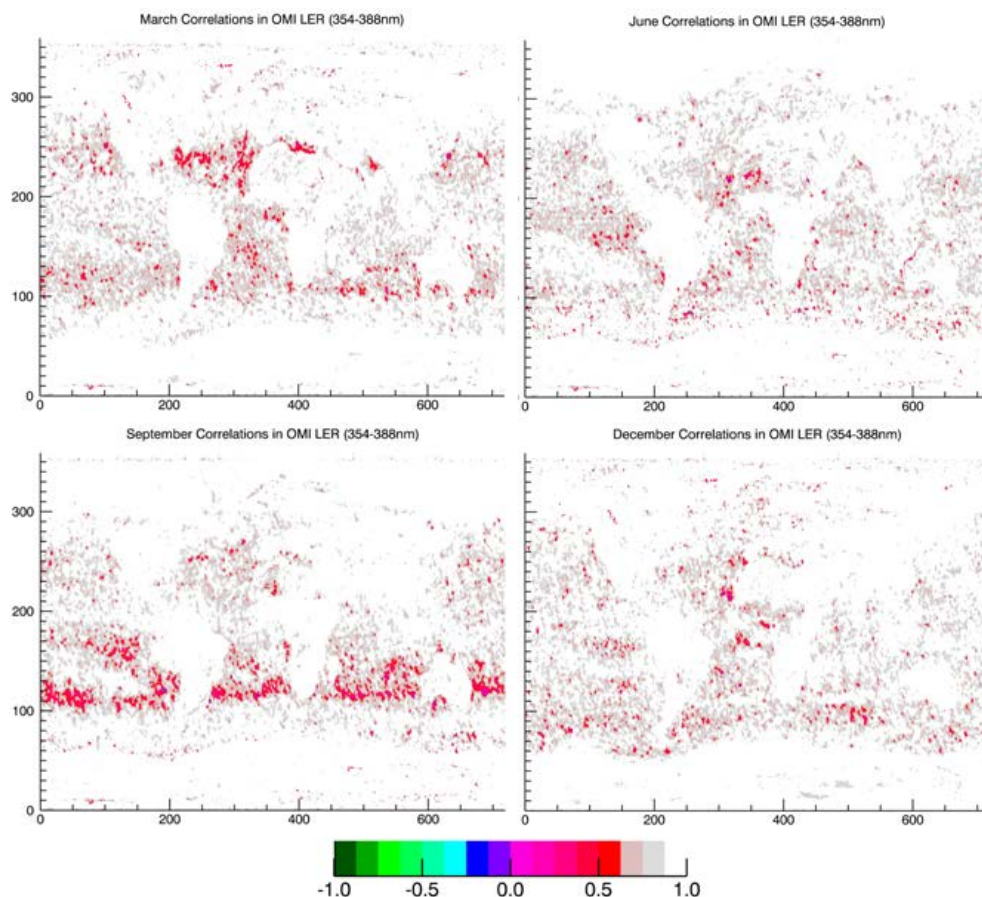 March Correlations in OMI LER (354-388nm)
June Correlations in OMI LER (354-388nm)
300
200
100
0
0 200 400 600
300
200
100
0
0 200 400 600
September Correlations in OMI LER (354-388nm)
December Correlations in OMI LER (354-388nm)
300
200
100
0
0 200 400 600
300
200
100
0
0 200 400 600
-1.0 -0.5 0.0 0.5 1.0